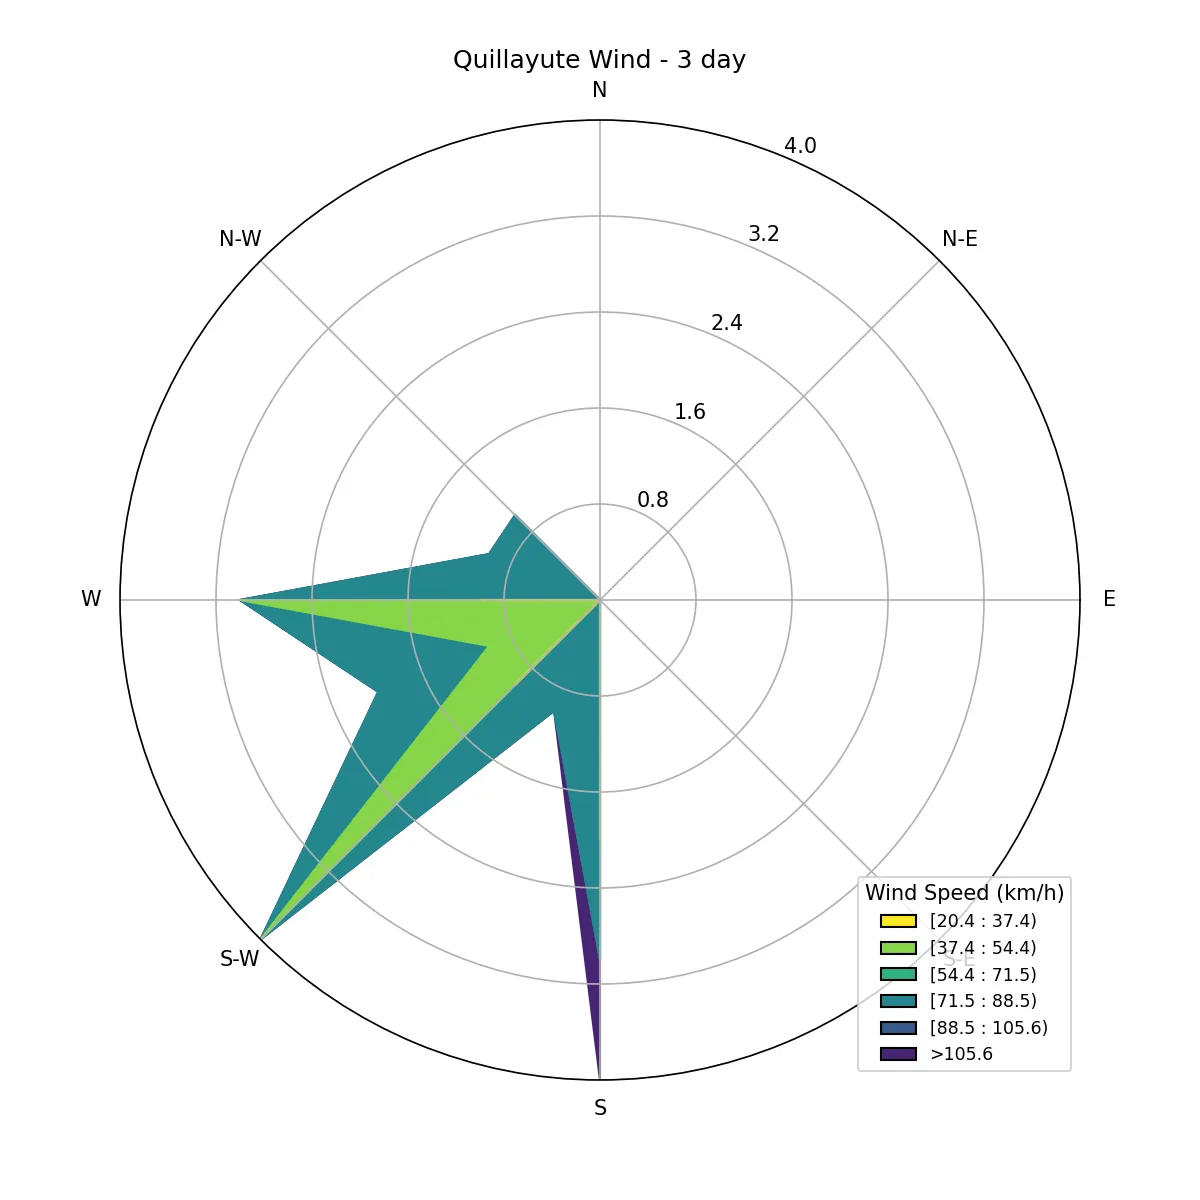 Quillayute Wind - 3 day
N
4.0
N-W
3.2
N-E
2.4
1.6
0.8
W
E
S-W
S-E
S
Wind Speed (km/h)
[20.4 : 37.4)
[37.4 : 54.4)
[54.4 : 71.5)
[71.5 : 88.5)
[88.5 : 105.6)
>105.6